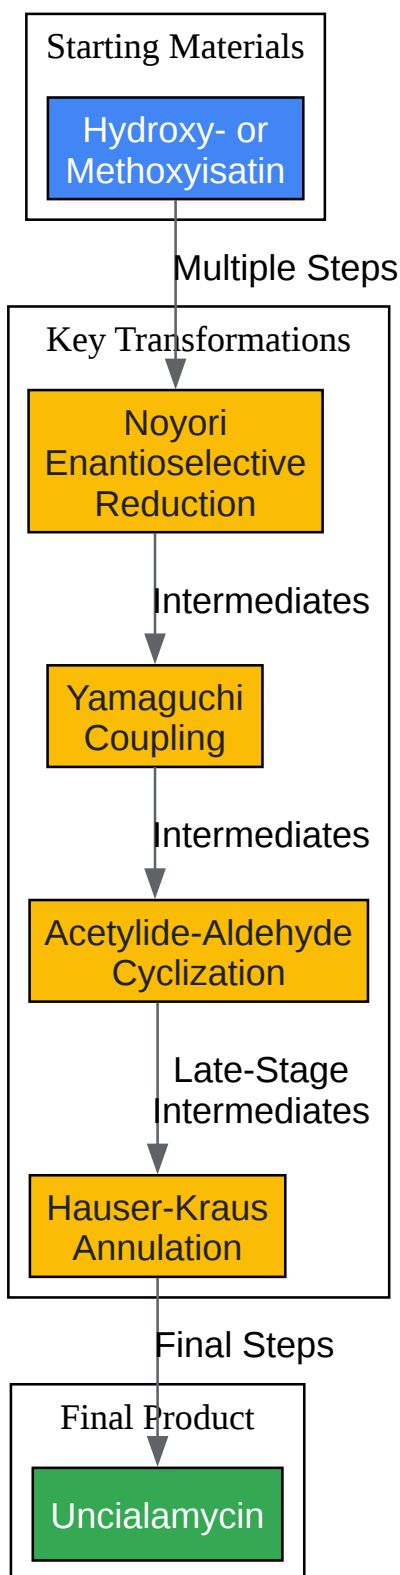 Starting Materials
Hydroxy- or
Methoxyisatin
Multiple Steps
Key Transformations
Noyori
Enantioselective
Reduction
Intermediates
Yamaguchi
Coupling
Intermediates
Acetylide-Aldehyde
Cyclization
Late-Stage
Intermediates
Hauser-Kraus
Annulation
Final Steps
Final Product
Uncialamycin